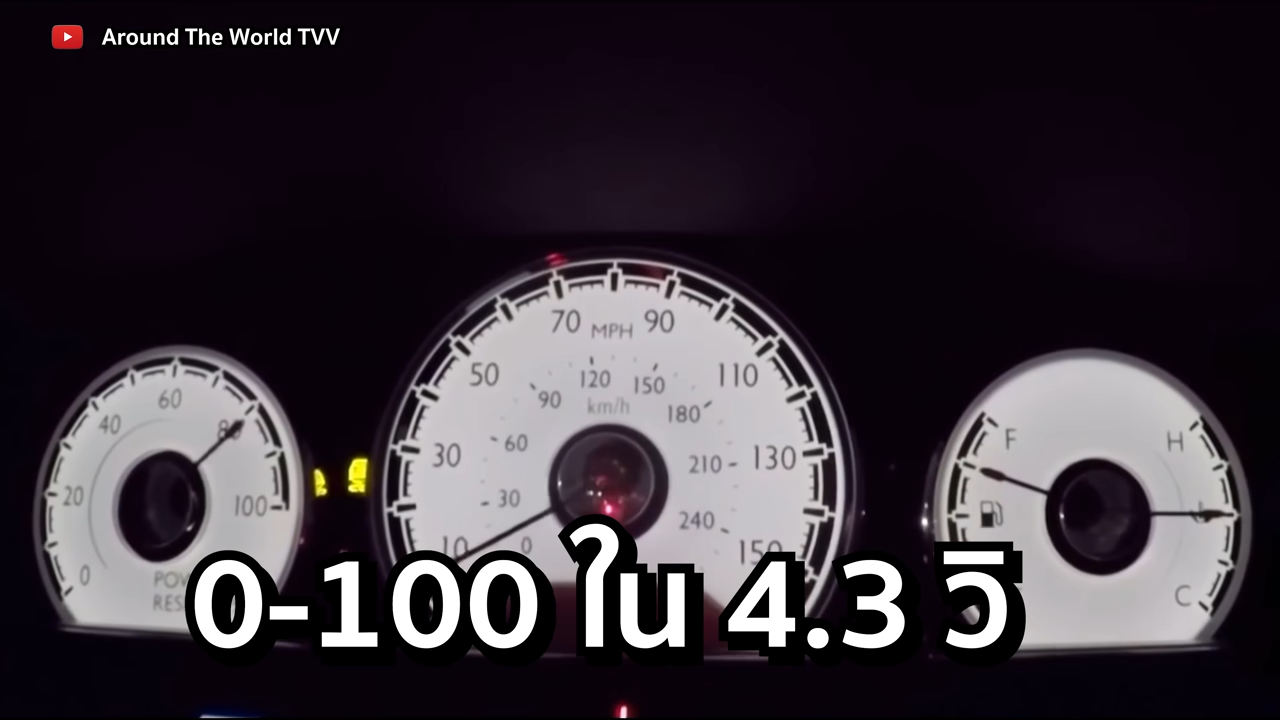 Around The World TVV
70 MPH 90
50 110
120 150
60 90 km/h 180
40 80
30 60 210 130
F H
20 100 30 240
0 10 0 150
C
0-100 ใน 4.3 วิ